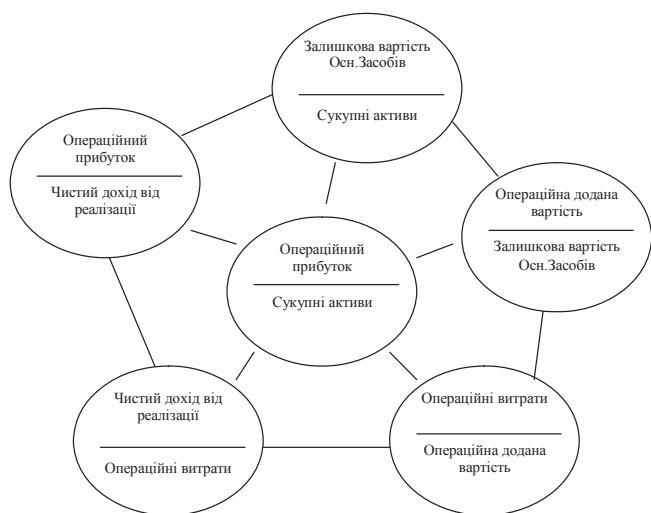 Залишкова вартість
Осн.Засобів
Сукупні активи
Операційний
прибуток
Чистий дохід від
реалізації
Операційна додана
вартість
Залишкова вартість
Осн.Засобів
Операційний
прибуток
Сукупні активи
Чистий дохід від
реалізації
Операційні витрати
Операційні витрати
Операційна додана
вартість